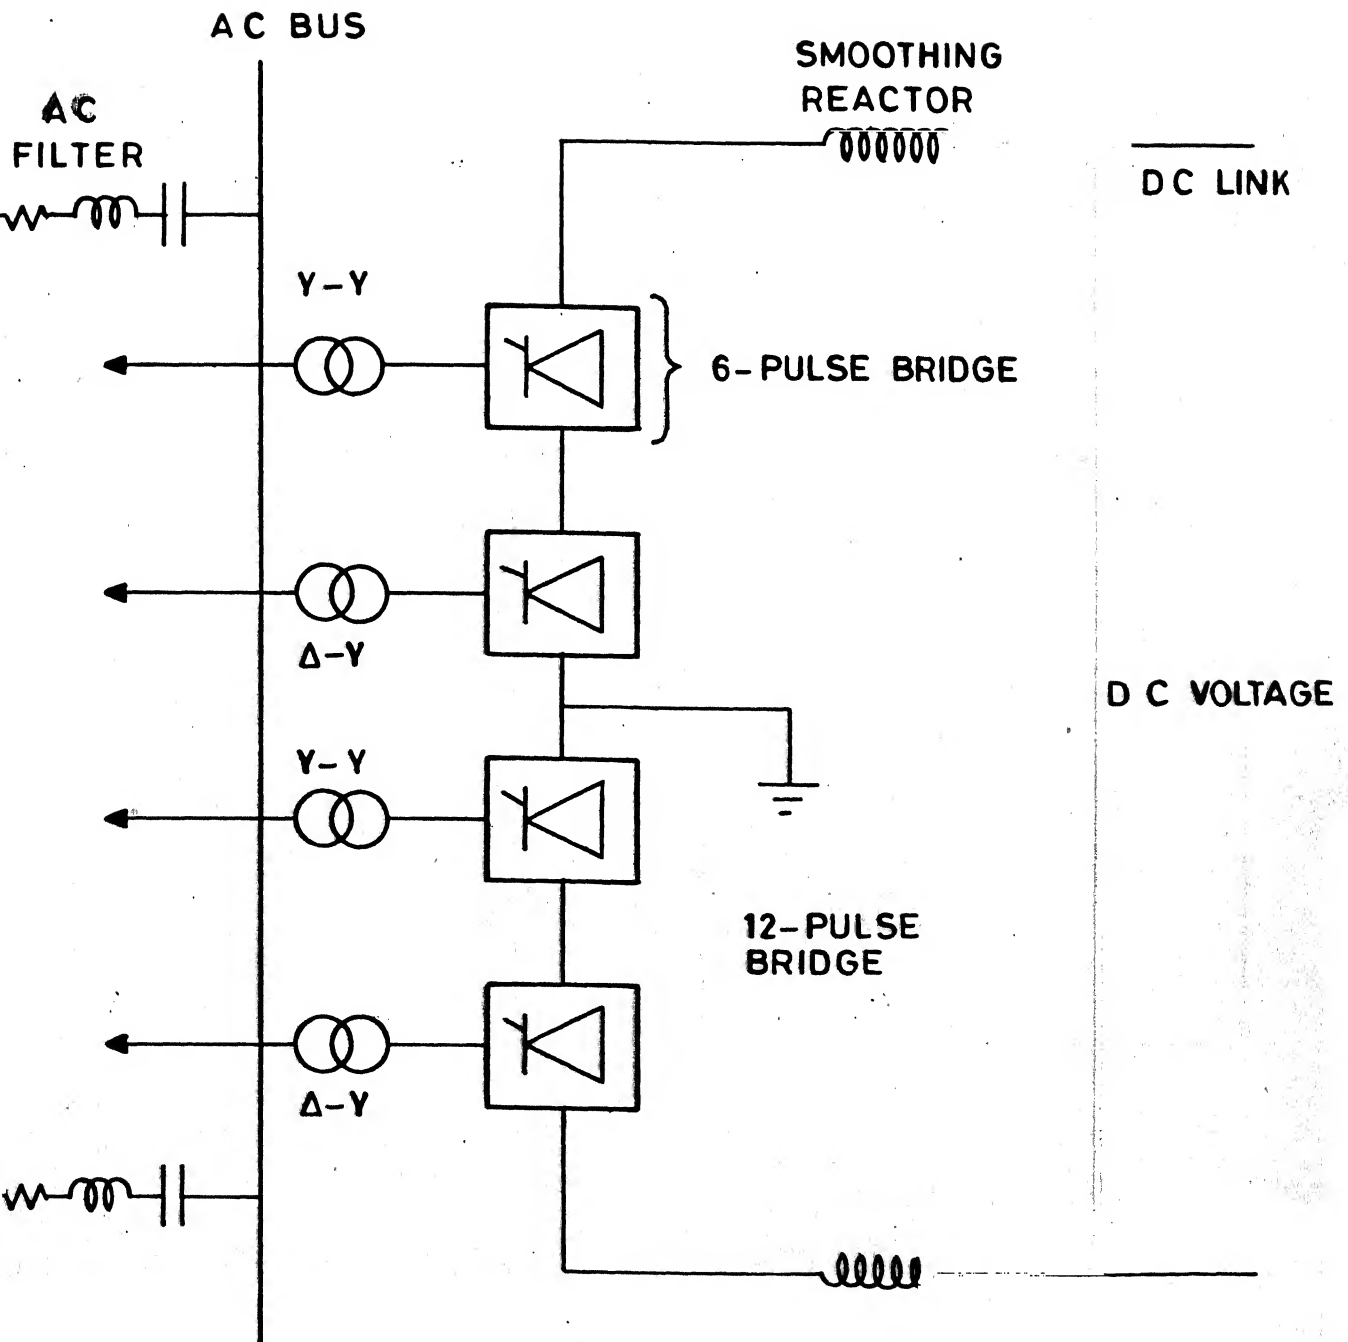 AC BUS
SMOOTHING
REACTOR
AC
FILTER
DC LINK
Y-Y
6-PULSE BRIDGE
Δ-Y
DC VOLTAGE
Y-Y
12-PULSE
BRIDGE
Δ-Y